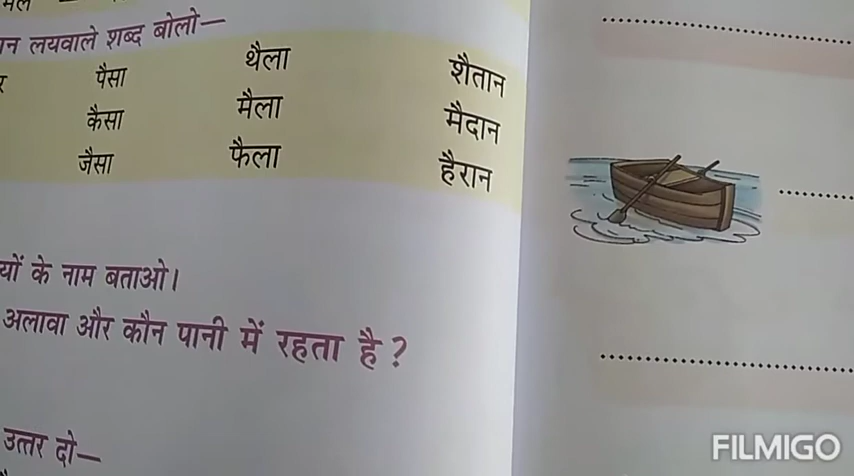 लयवाले शब्द बोलो—
पैसा थैला शैतान
कैसा मैला मैदान
जैसा फैला हैरान
के नाम बताओ।
अलावा और कौन पानी में रहता है?
उत्तर दो—
FILMIGO